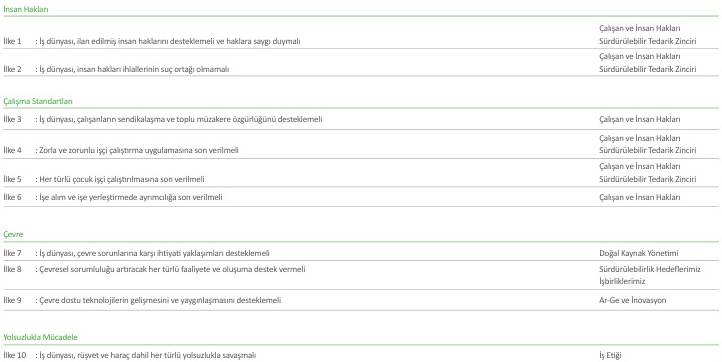 İnsan Hakları
Çalışan ve İnsan Hakları
İlke 1 : İş dünyası, ilan edilmiş insan haklarını desteklemeli ve haklara saygı duymalı Sürdürülebilir Tedarik Zinciri
Çalışan ve İnsan Hakları
İlke 2 : İş dünyası, insan hakları ihlallerinin suç ortağı olmamalı Sürdürülebilir Tedarik Zinciri
Çalışma Standartları
İlke 3 : İş dünyası, çalışanların sendikalaşma ve toplu müzakere özgürlüğünü desteklemeli Çalışan ve İnsan Hakları
Çalışan ve İnsan Hakları
İlke 4 : Zorla ve zorunlu işçi çalıştırma uygulamasına son verilmeli Sürdürülebilir Tedarik Zinciri
Çalışan ve İnsan Hakları
İlke 5 : Her türlü çocuk işçi çalıştırılmasına son verilmeli Sürdürülebilir Tedarik Zinciri
İlke 6 : İşe alım ve işe yerleştirmede ayrımcılığa son verilmeli Çalışan ve İnsan Hakları
Çevre
İlke 7 : İş dünyası, çevre sorunlarına karşı ihtiyati yaklaşımları desteklemeli Doğal Kaynak Yönetimi
İlke 8 : Çevresel sorumluluğu artıracak her türlü faaliyete ve oluşuma destek vermeli Sürdürülebilirlik Hedeflerimiz
İşbirliklerimiz
İlke 9 : Çevre dostu teknolojilerin gelişmesini ve yaygınlaşmasını desteklemeli Ar-Ge ve İnovasyon
Yolsuzlukla Mücadele
İlke 10 : İş dünyası, rüşvet ve haraç dahil her türlü yolsuzlukla savaşmalı İş Etiği